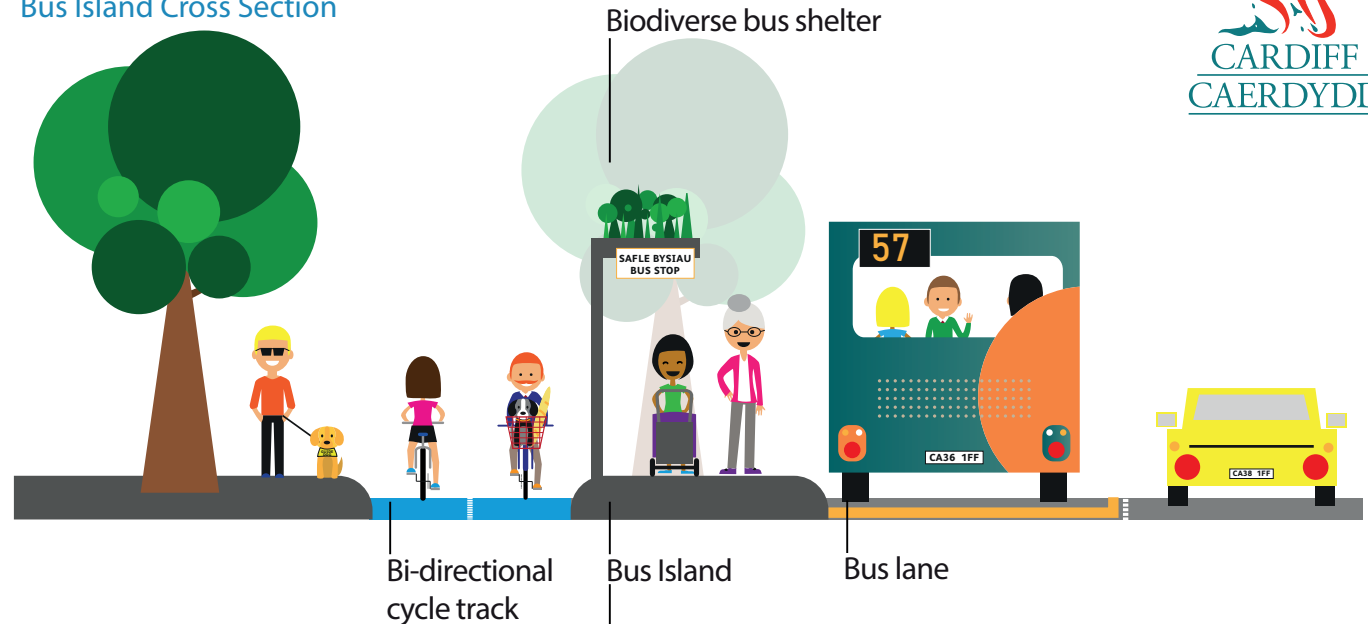 Bus Island Cross Section
Biodiverse bus shelter
CARDIFF
CAERDYDD
SAFLE BYSIAU
BUS STOP
57
CA36 1FF
CA38 1FF
Bi-directional
cycle track
Bus Island
Bus lane